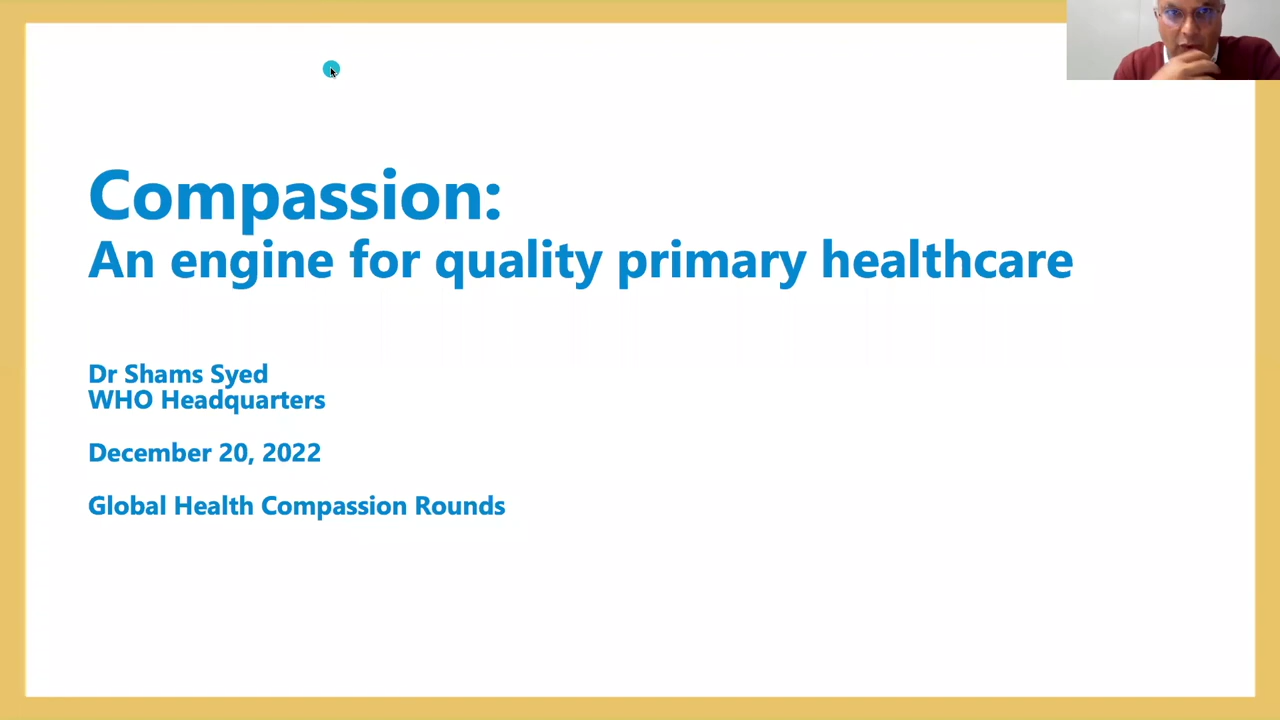 Compassion:
An engine for quality primary healthcare
Dr Shams Syed
WHO Headquarters
December 20, 2022
Global Health Compassion Rounds